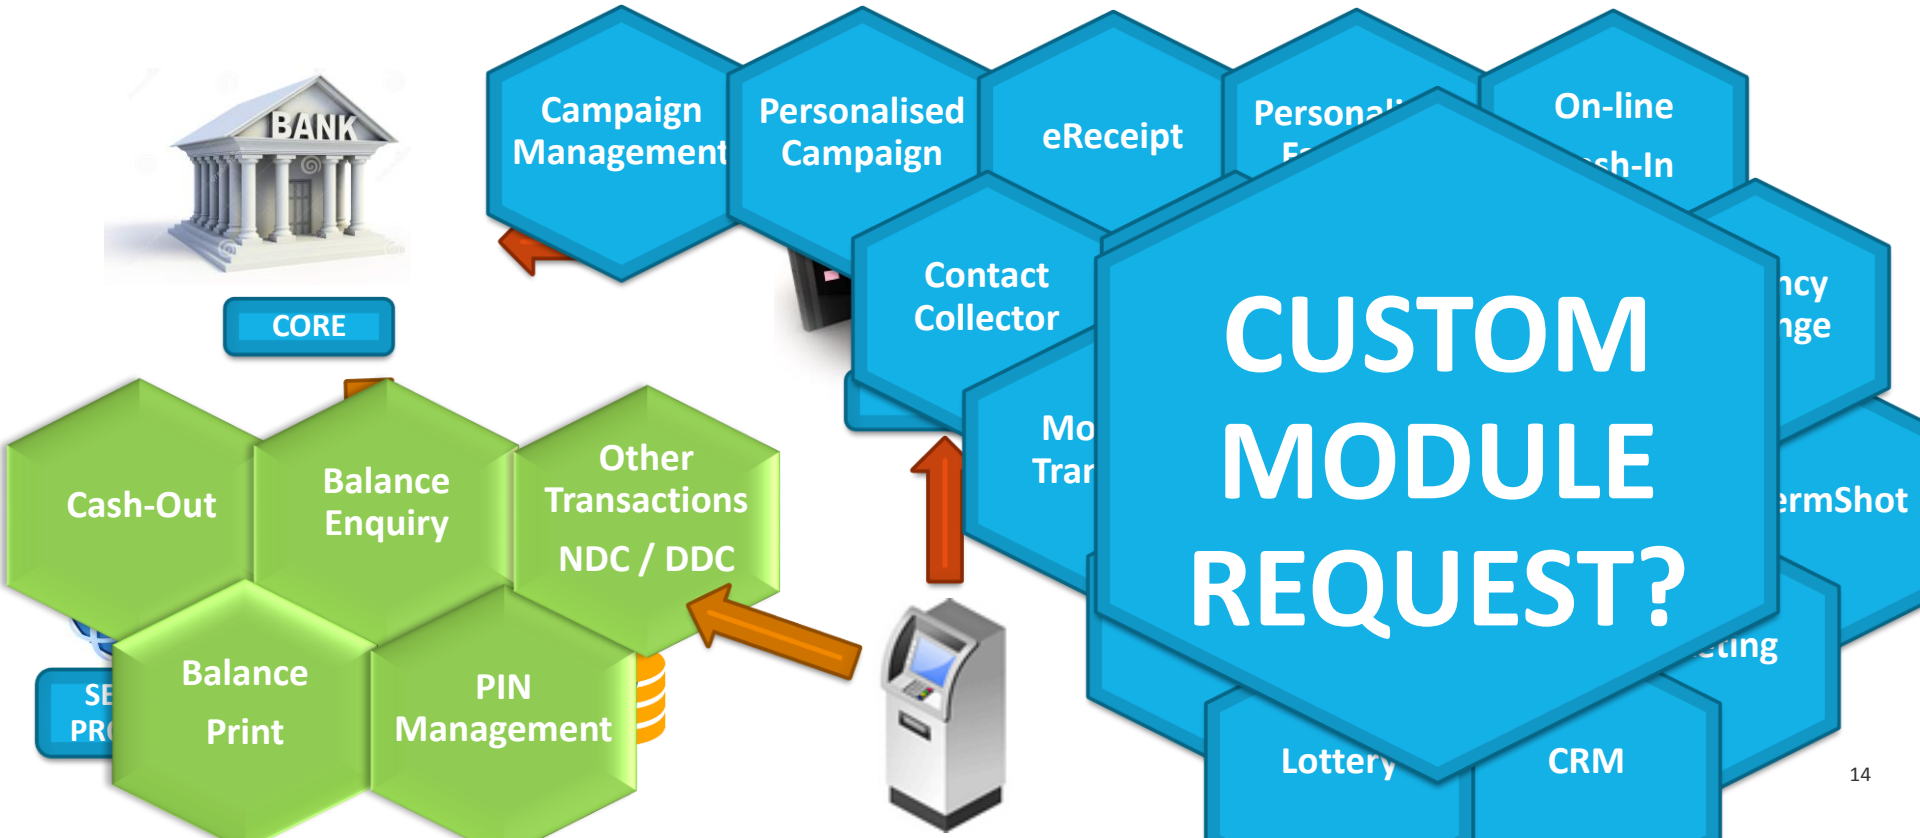 BANK
CORE
Campaign
Management
Personalised
Campaign
eReceipt
On-line
Contact
Collector
CUSTOM
MODULE
REQUEST?
Cash-Out
Balance
Enquiry
Other
Transactions
NDC / DDC
Balance
Print
PIN
Management
Lottery
CRM
14